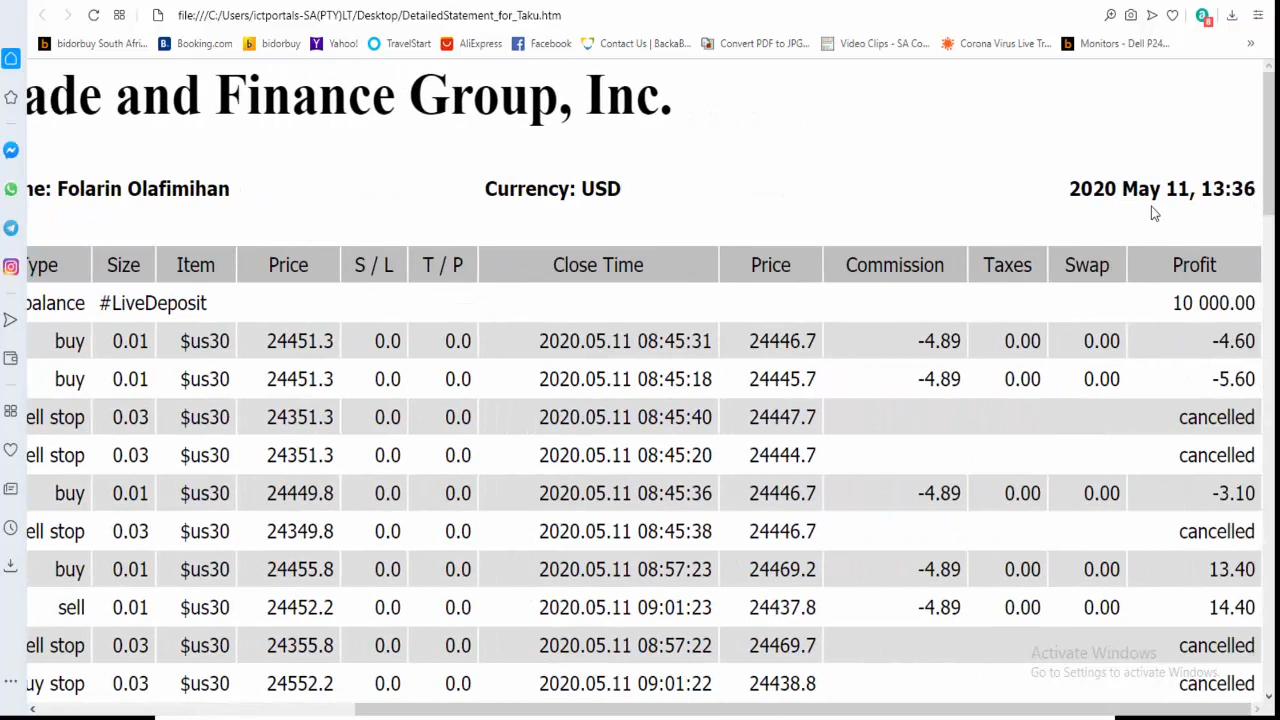 file:///C:/Users/ictportals-SA(PTY)LT/Desktop/DetailedStatement_for_Taku.htm
8
bidorbuy South Afri... Booking.com bidorbuy Yahoo! TravelStart AliExpress Facebook Contact Us | BackaB... Convert PDF to JPG... Video Clips - SA Co... Corona Virus Live Tr... Monitors - Dell P24...
ade and Finance Group, Inc.
ne: Folarin Olafimihan Currency: USD 2020 May 11, 13:36
Type Size Item Price S / L T / P Close Time Price Commission Taxes Swap Profit
balance #LiveDeposit 10 000.00
buy 0.01 $us30 24451.3 0.0 0.0 2020.05.11 08:45:31 24446.7 -4.89 0.00 0.00 -4.60
buy 0.01 $us30 24451.3 0.0 0.0 2020.05.11 08:45:18 24445.7 -4.89 0.00 0.00 -5.60
ell stop 0.03 $us30 24351.3 0.0 0.0 2020.05.11 08:45:40 24447.7 cancelled
ell stop 0.03 $us30 24351.3 0.0 0.0 2020.05.11 08:45:20 24444.7 cancelled
buy 0.01 $us30 24449.8 0.0 0.0 2020.05.11 08:45:36 24446.7 -4.89 0.00 0.00 -3.10
ell stop 0.03 $us30 24349.8 0.0 0.0 2020.05.11 08:45:38 24446.7 cancelled
buy 0.01 $us30 24455.8 0.0 0.0 2020.05.11 08:57:23 24469.2 -4.89 0.00 0.00 13.40
sell 0.01 $us30 24452.2 0.0 0.0 2020.05.11 09:01:23 24437.8 -4.89 0.00 0.00 14.40
ell stop 0.03 $us30 24355.8 0.0 0.0 2020.05.11 08:57:22 24469.7 cancelled
uy stop 0.03 $us30 24552.2 0.0 0.0 2020.05.11 09:01:22 24438.8 cancelled
Activate Windows
Go to Settings to activate Windows.